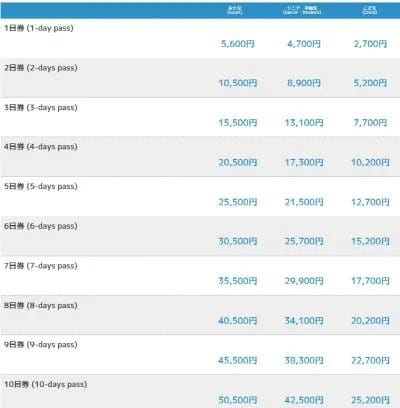 おとな シニア こども
(Adult) (Senior・Student) (Child)
1日券 (1-day pass)
5,600円 4,700円 2,700円
2日券 (2-days pass)
10,500円 8,900円 5,200円
3日券 (3-days pass)
15,500円 13,100円 7,700円
4日券 (4-days pass)
20,500円 17,300円 10,200円
5日券 (5-days pass)
25,500円 21,500円 12,700円
6日券 (6-days pass)
30,500円 25,700円 15,200円
7日券 (7-days pass)
35,500円 29,900円 17,700円
8日券 (8-days pass)
40,500円 34,100円 20,200円
9日券 (9-days pass)
45,500円 38,300円 22,700円
10日券 (10-days pass)
50,500円 42,500円 25,200円